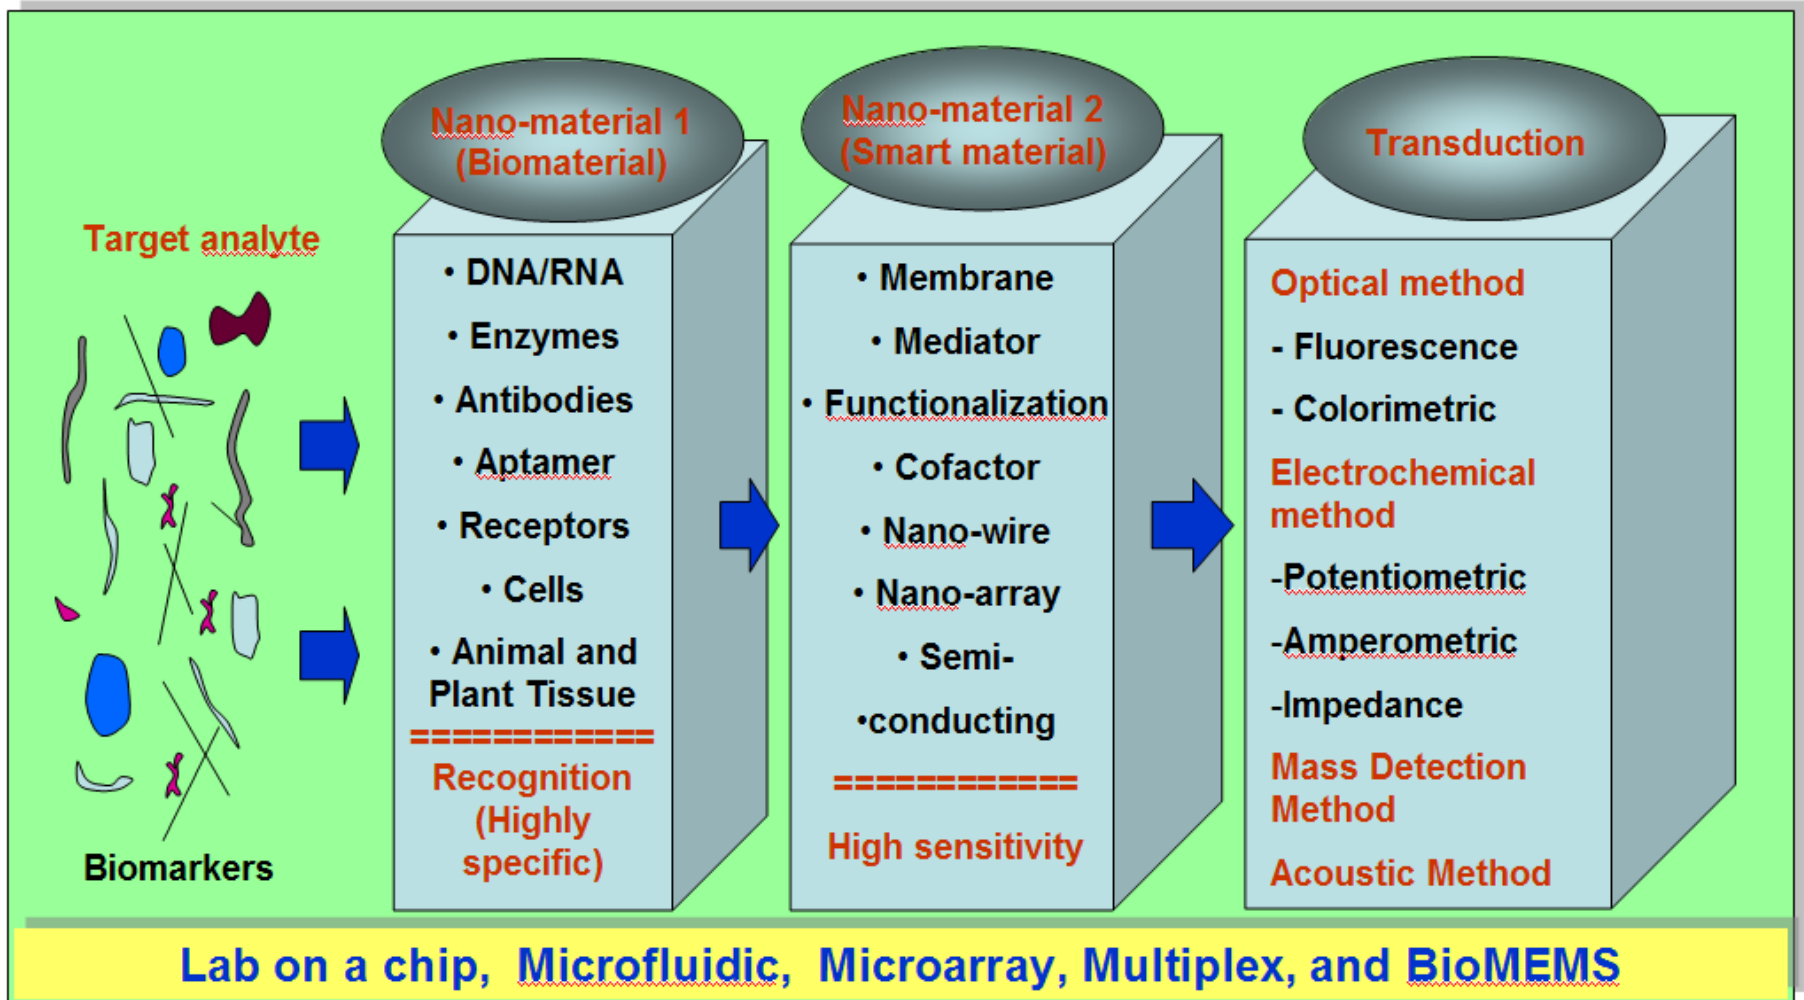 Target analyte
Biomarkers
Nano-material 1
(Biomaterial)
• DNA/RNA
• Enzymes
• Antibodies
• Aptamer
• Receptors
• Cells
• Animal and
Plant Tissue
============
Recognition
(Highly
specific)
Nano-material 2
(Smart material)
• Membrane
• Mediator
• Functionalization
• Cofactor
• Nano-wire
• Nano-array
• Semi-
•conducting
============
High sensitivity
Transduction
Optical method
- Fluorescence
- Colorimetric
Electrochemical
method
-Potentiometric
-Amperometric
-Impedance
Mass Detection
Method
Acoustic Method
Lab on a chip,  Microfluidic,  Microarray, Multiplex, and BioMEMS